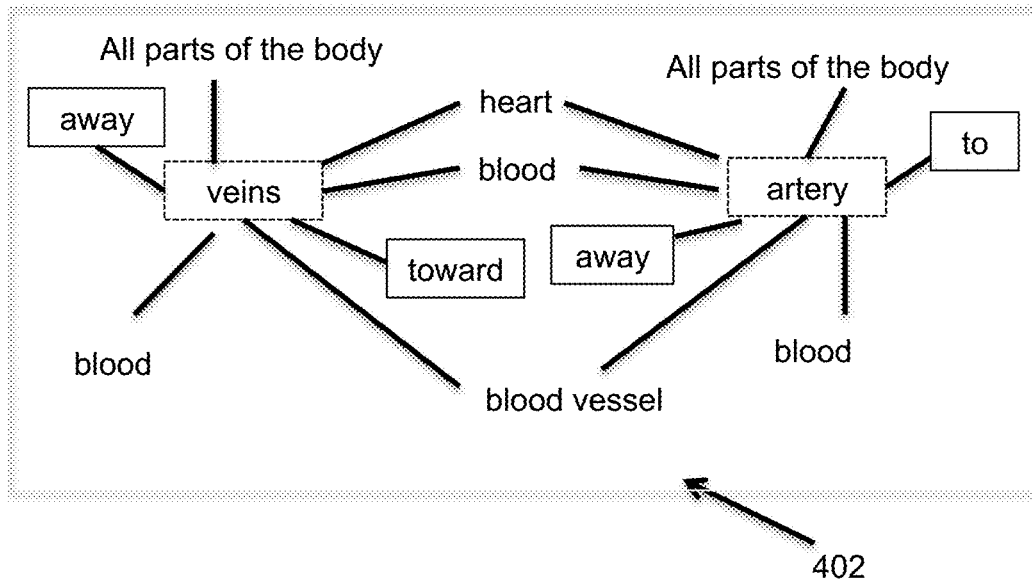 All parts of the body
All parts of the body
away
heart
to
blood
veins
artery
toward
away
blood
blood
blood vessel
402